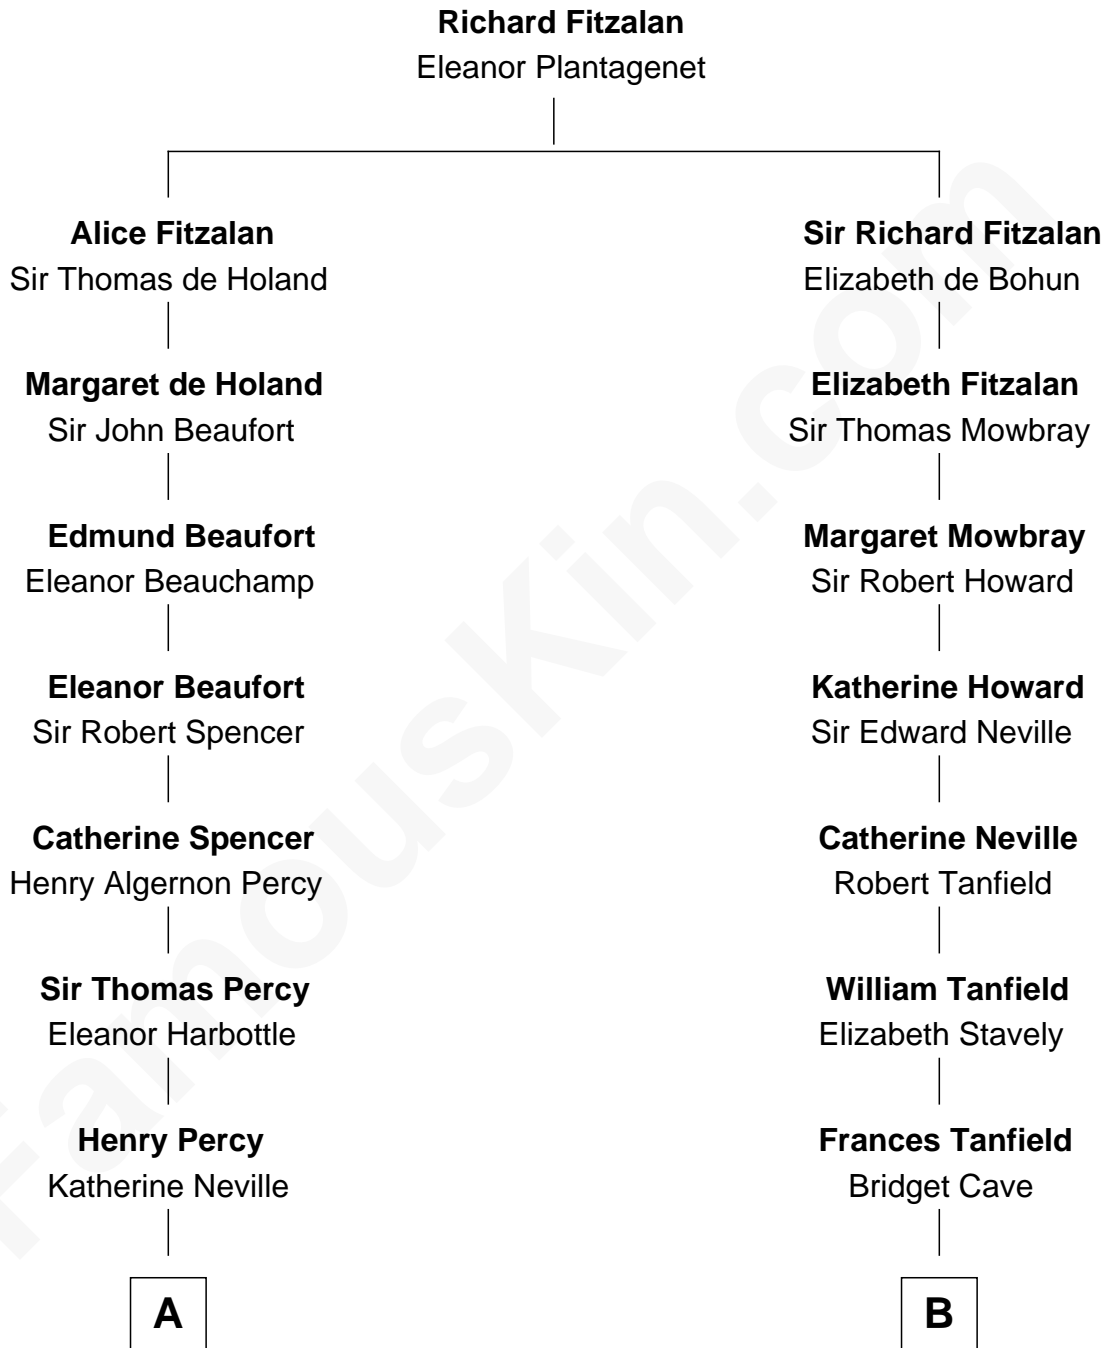 Richard Fitzalan
Eleanor Plantagenet
Alice Fitzalan
Sir Thomas de Holand
Margaret de Holand
Sir John Beaufort
Edmund Beaufort
Eleanor Beauchamp
Eleanor Beaufort
Sir Robert Spencer
Catherine Spencer
Henry Algernon Percy
Sir Thomas Percy
Eleanor Harbottle
Henry Percy
Katherine Neville
A
Sir Richard Fitzalan
Elizabeth de Bohun
Elizabeth Fitzalan
Sir Thomas Mowbray
Margaret Mowbray
Sir Robert Howard
Katherine Howard
Sir Edward Neville
Catherine Neville
Robert Tanfield
William Tanfield
Elizabeth Stavely
Frances Tanfield
Bridget Cave
B
FamousKin.com